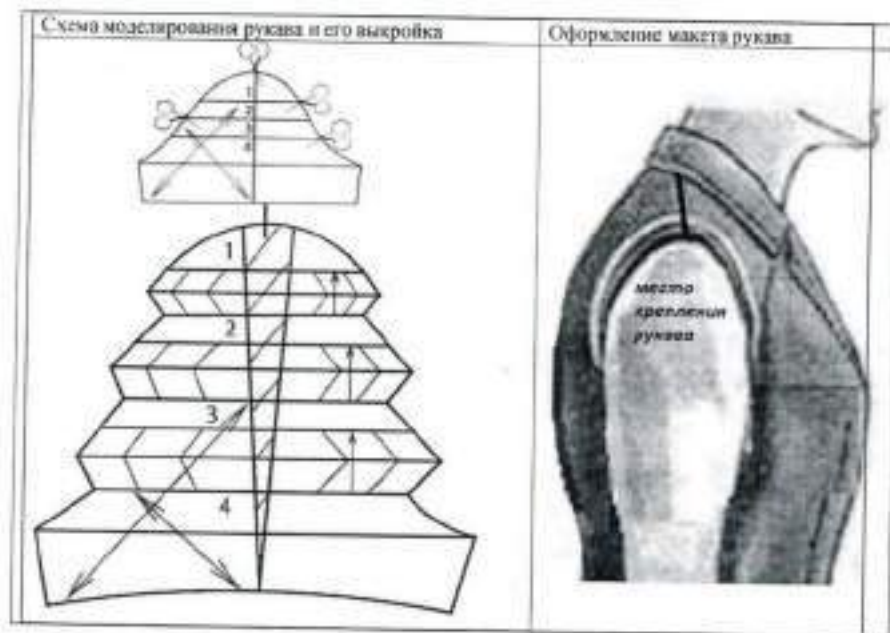 Схема моделирования рукава и его выкройка
Оформление макета рукава
1
2
3
4
1
2
3
4
место
крепления
рукава